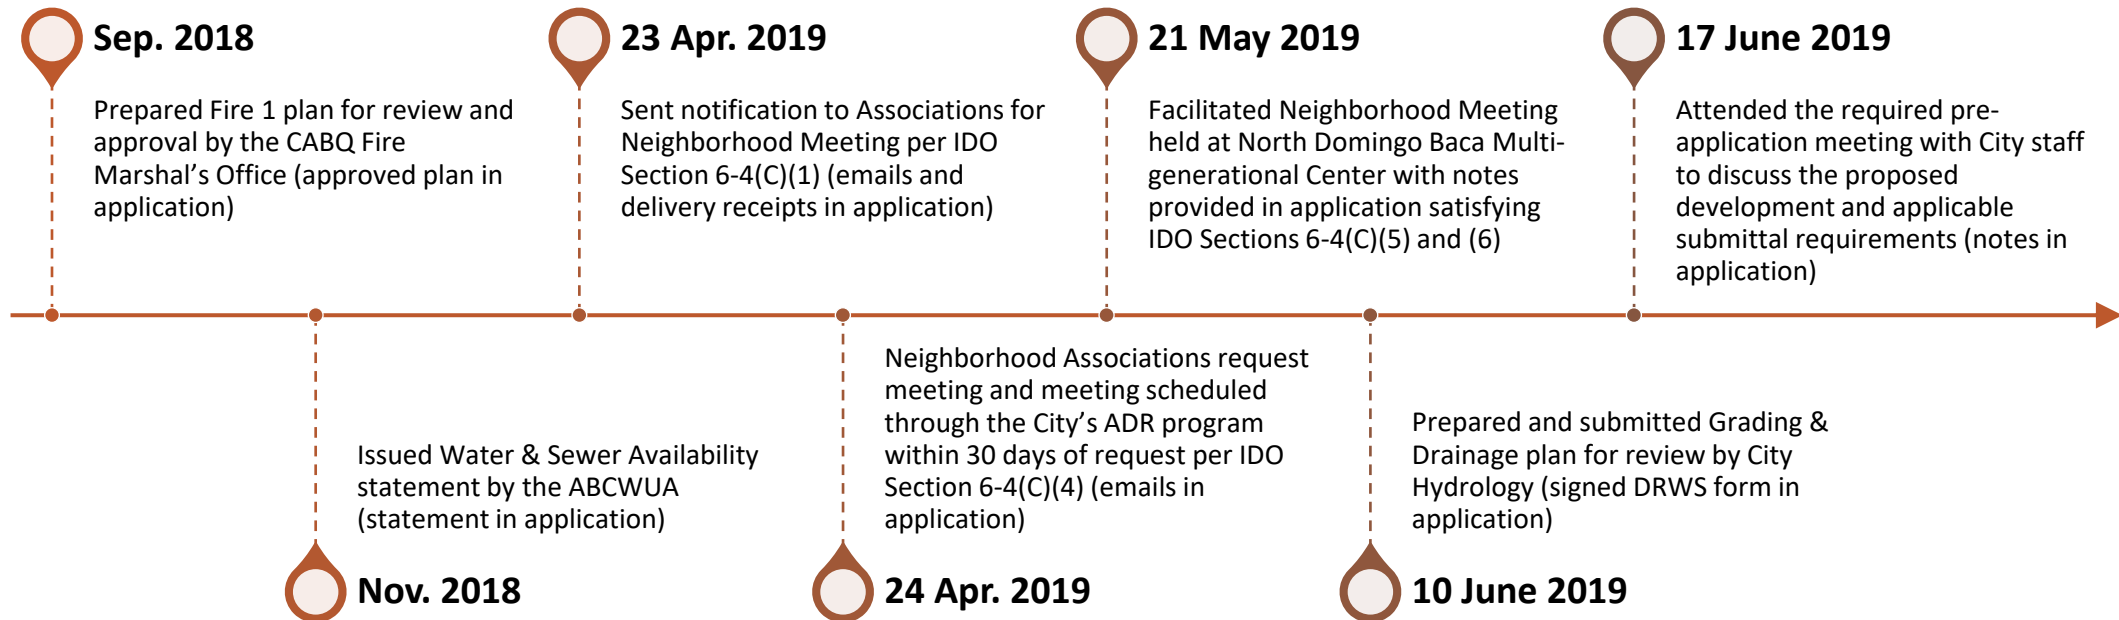 Sep. 2018
Prepared Fire 1 plan for review and
approval by the CABQ Fire
Marshal’s Office (approved plan in
application)
Nov. 2018
Issued Water & Sewer Availability
statement by the ABCWUA
(statement in application)
23 Apr. 2019
Sent notification to Associations for
Neighborhood Meeting per IDO
Section 6-4(C)(1) (emails and
delivery receipts in application)
24 Apr. 2019
Neighborhood Associations request
meeting and meeting scheduled
through the City’s ADR program
within 30 days of request per IDO
Section 6-4(C)(4) (emails in
application)
21 May 2019
Facilitated Neighborhood Meeting
held at North Domingo Baca Multi-
generational Center with notes
provided in application satisfying
IDO Sections 6-4(C)(5) and (6)
10 June 2019
Prepared and submitted Grading &
Drainage plan for review by City
Hydrology (signed DRWS form in
application)
17 June 2019
Attended the required pre-
application meeting with City staff
to discuss the proposed
development and applicable
submittal requirements (notes in
application)